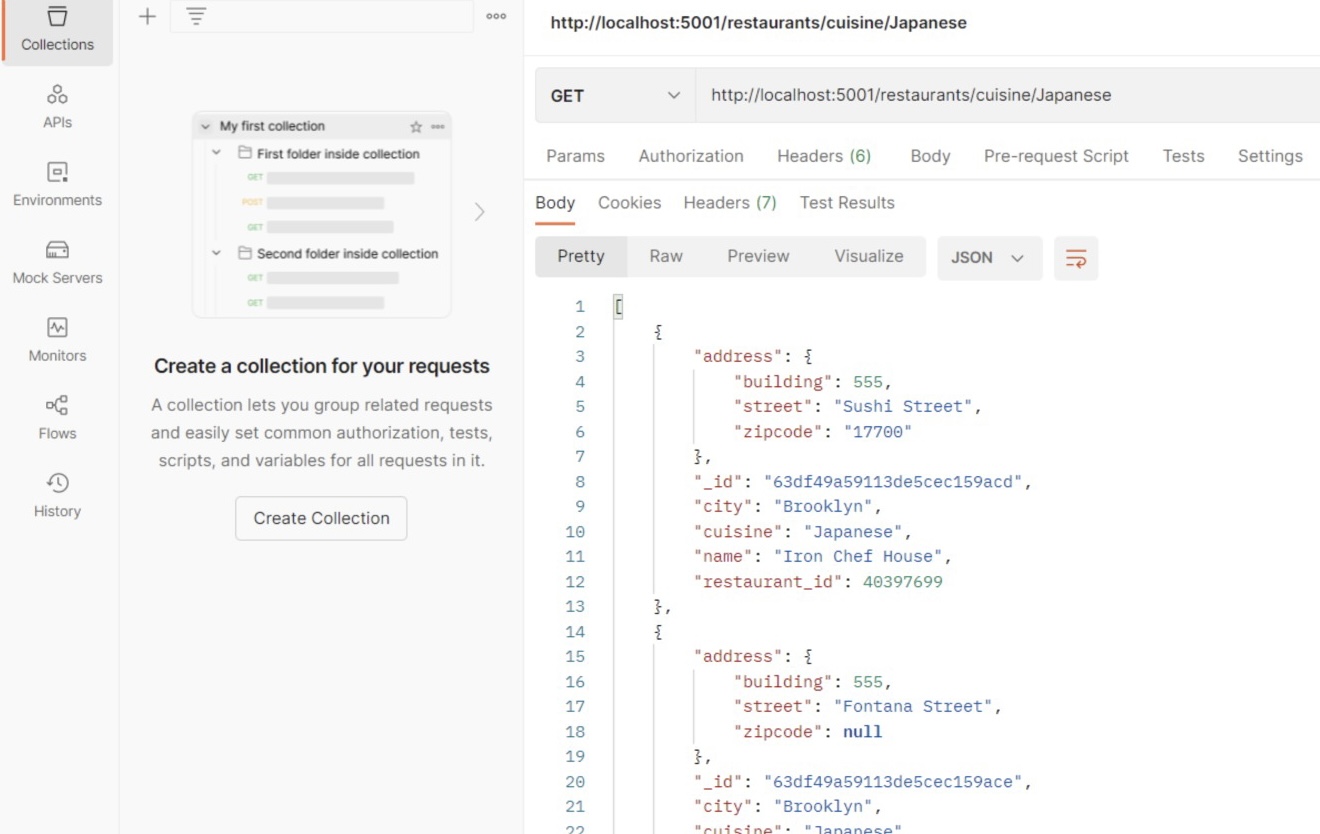 Collections
APIs
Environments
Mock Servers
Monitors
Flows
History
My first collection
First folder inside collection
GET
POST
GET
Second folder inside collection
GET
GET
Create a collection for your requests
A collection lets you group related requests
and easily set common authorization, tests,
scripts, and variables for all requests in it.
Create Collection
http://localhost:5001/restaurants/cuisine/Japanese
GET http://localhost:5001/restaurants/cuisine/Japanese
Params Authorization Headers (6) Body Pre-request Script Tests Settings
Body Cookies Headers (7) Test Results
Pretty Raw Preview Visualize JSON
1 [
2 {
3 "address": {
4 "building": 555,
5 "street": "Sushi Street",
6 "zipcode": "17700"
7 },
8 "_id": "63df49a59113de5cec159acd",
9 "city": "Brooklyn",
10 "cuisine": "Japanese",
11 "name": "Iron Chef House",
12 "restaurant_id": 40397699
13 },
14 {
15 "address": {
16 "building": 555,
17 "street": "Fontana Street",
18 "zipcode": null
19 },
20 "_id": "63df49a59113de5cec159ace",
21 "city": "Brooklyn",
22 "cuisine": "Japanese"